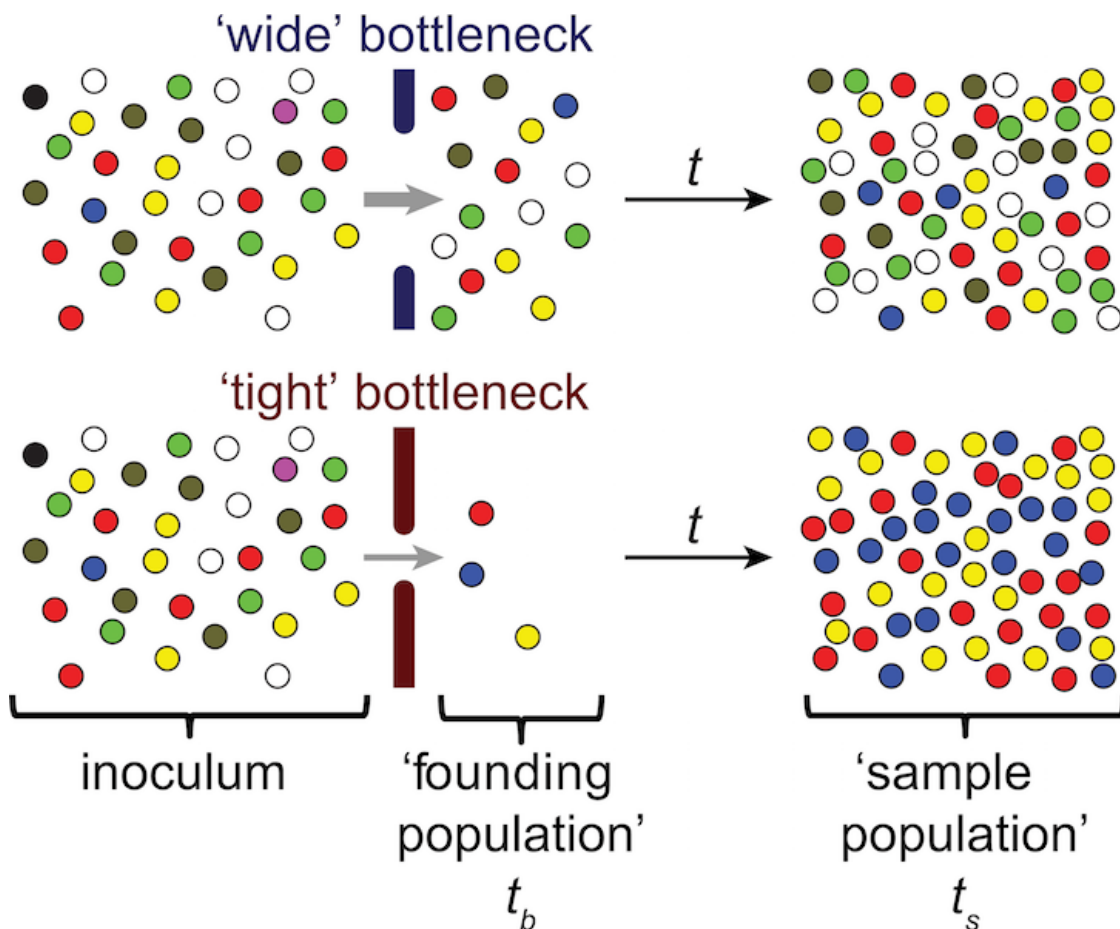 ‘wide’ bottleneck
t
‘tight’ bottleneck
t
inoculum
‘founding
population’
t_b
‘sample
population’
t_s